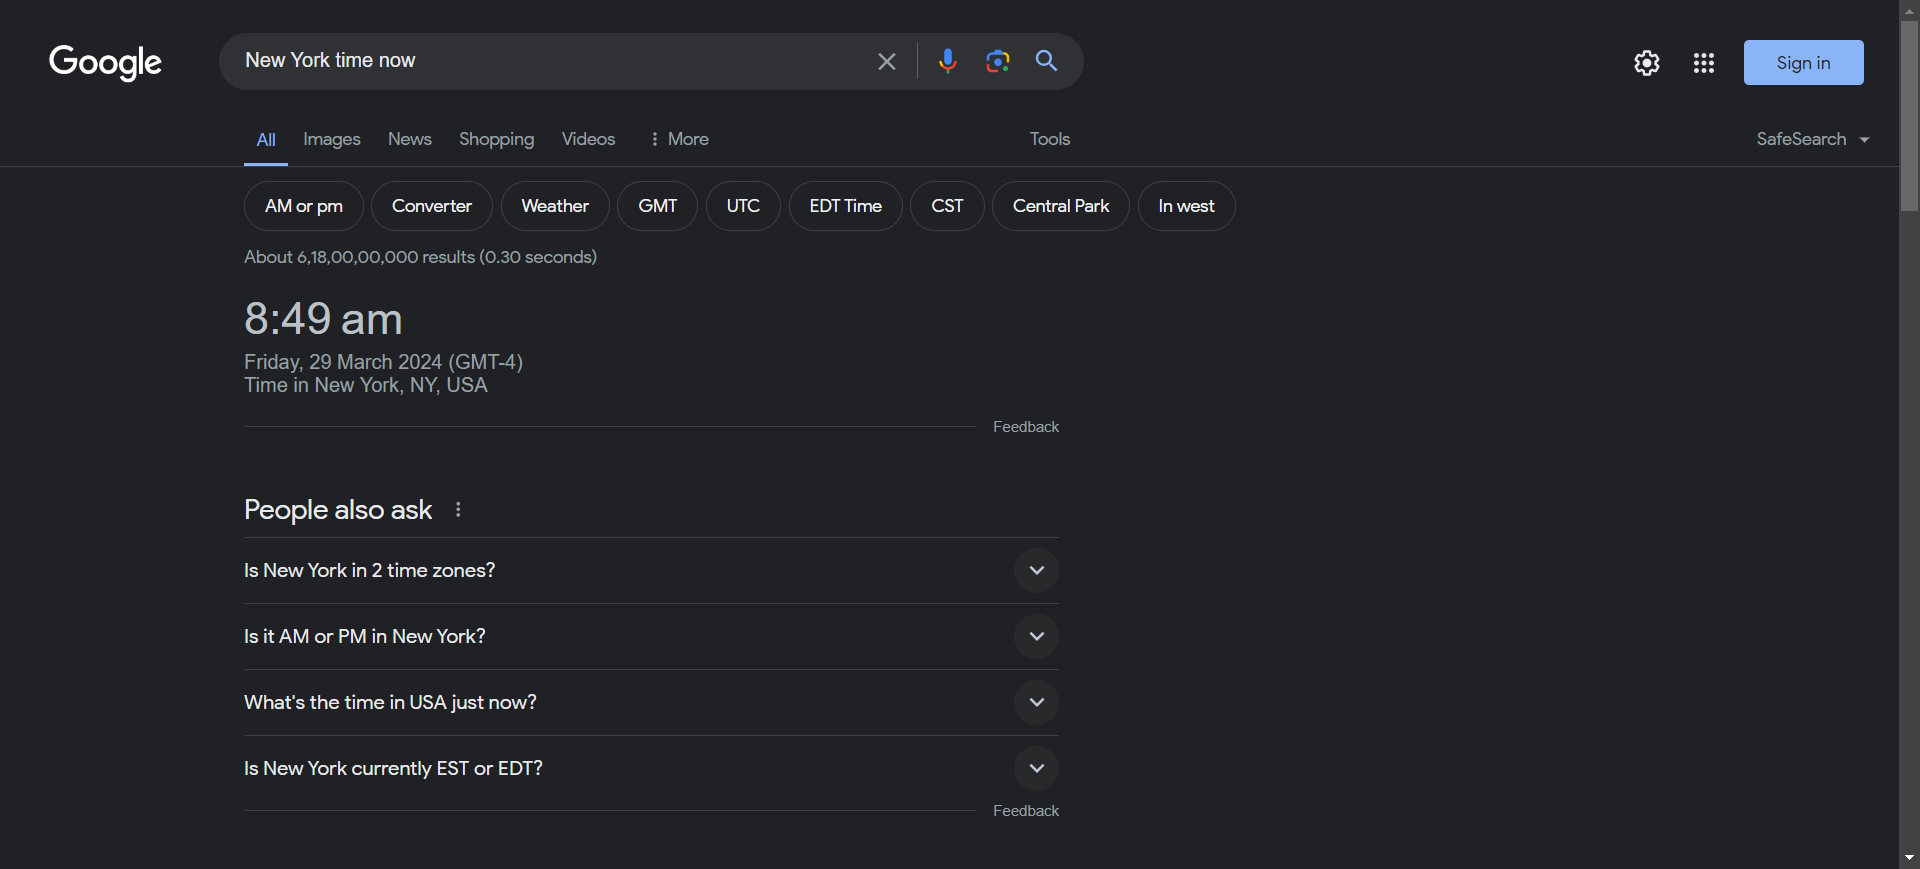 Google
New York time now
Sign in
All Images News Shopping Videos More Tools SafeSearch
AM or pm Converter Weather GMT UTC EDT Time CST Central Park In west
About 6,18,00,00,000 results (0.30 seconds)
8:49 am
Friday, 29 March 2024 (GMT-4)
Time in New York, NY, USA
Feedback
People also ask
Is New York in 2 time zones?
Is it AM or PM in New York?
What's the time in USA just now?
Is New York currently EST or EDT?
Feedback